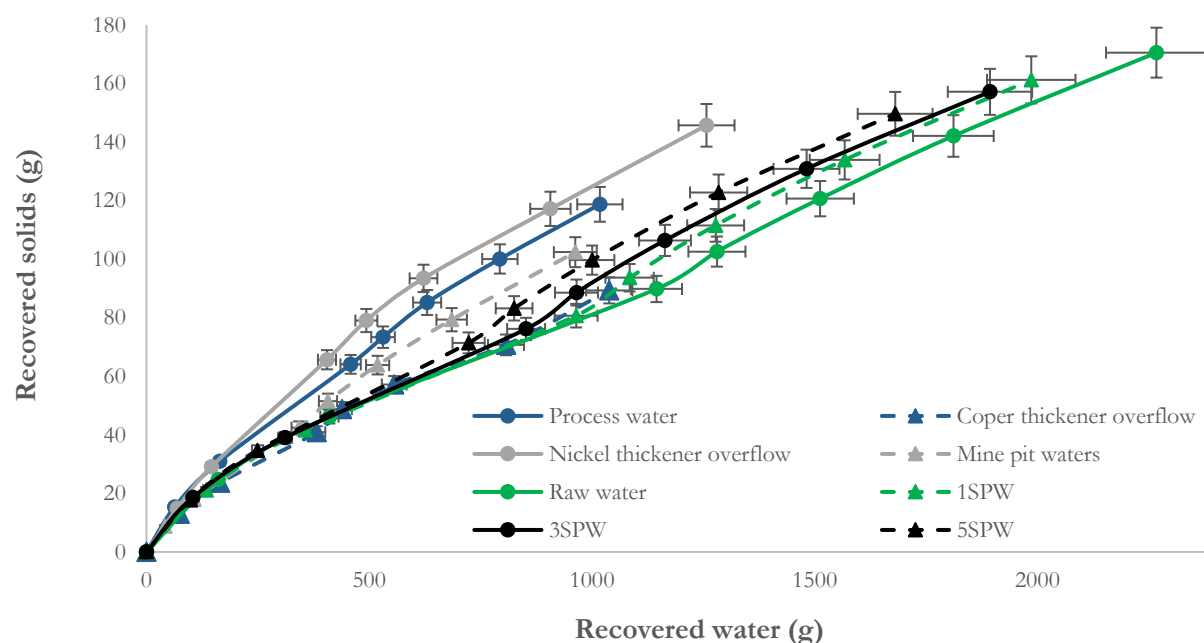 180
160
140
120
100
80
60
40
20
0
0 500 1000 1500 2000
Recovered solids (g)
Recovered water (g)
Process water
Coper thickener overflow
Nickel thickener overflow
Mine pit waters
Raw water
1SPW
3SPW
5SPW